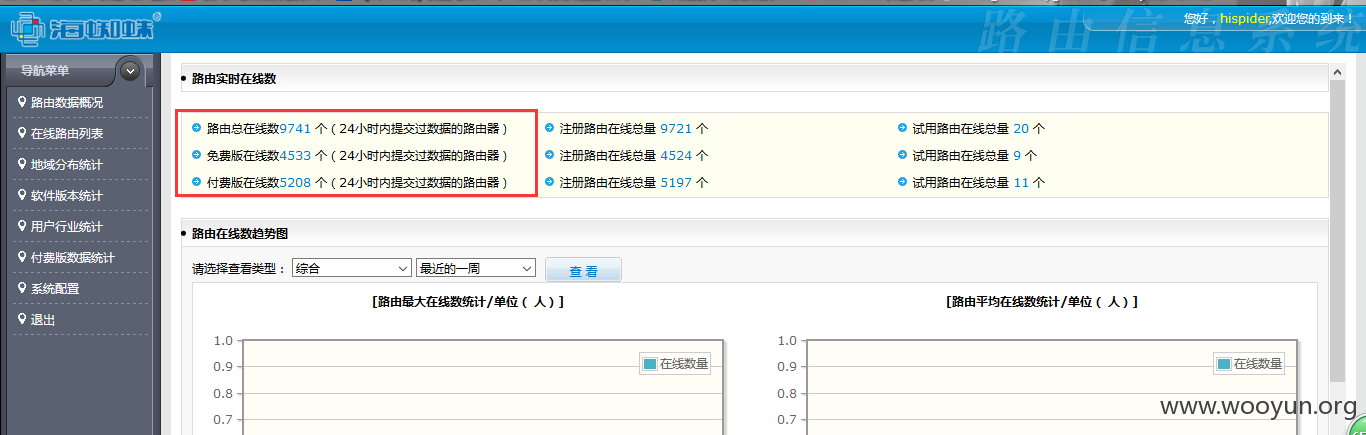 海蜘蛛®
路由信息系统
您好，hispider,欢迎您的到来！
导航菜单
路由数据概况
在线路由列表
地域分布统计
软件版本统计
用户行业统计
付费版数据统计
系统配置
退出
路由实时在线数
路由总在线数9741 个（24小时内提交过数据的路由器） 注册路由在线总量 9721 个 试用路由在线总量 20 个
免费版在线数4533 个（24小时内提交过数据的路由器） 注册路由在线总量 4524 个 试用路由在线总量 9 个
付费版在线数5208 个（24小时内提交过数据的路由器） 注册路由在线总量 5197 个 试用路由在线总量 11 个
路由在线数趋势图
请选择查看类型： 综合 最近的一周 查 看
[路由最大在线数统计/单位（ 人）] [路由平均在线数统计/单位（ 人）]
1.0 1.0
在线数量 在线数量
0.9 0.9
0.8 0.8
0.7 0.7
www.wooyun.org